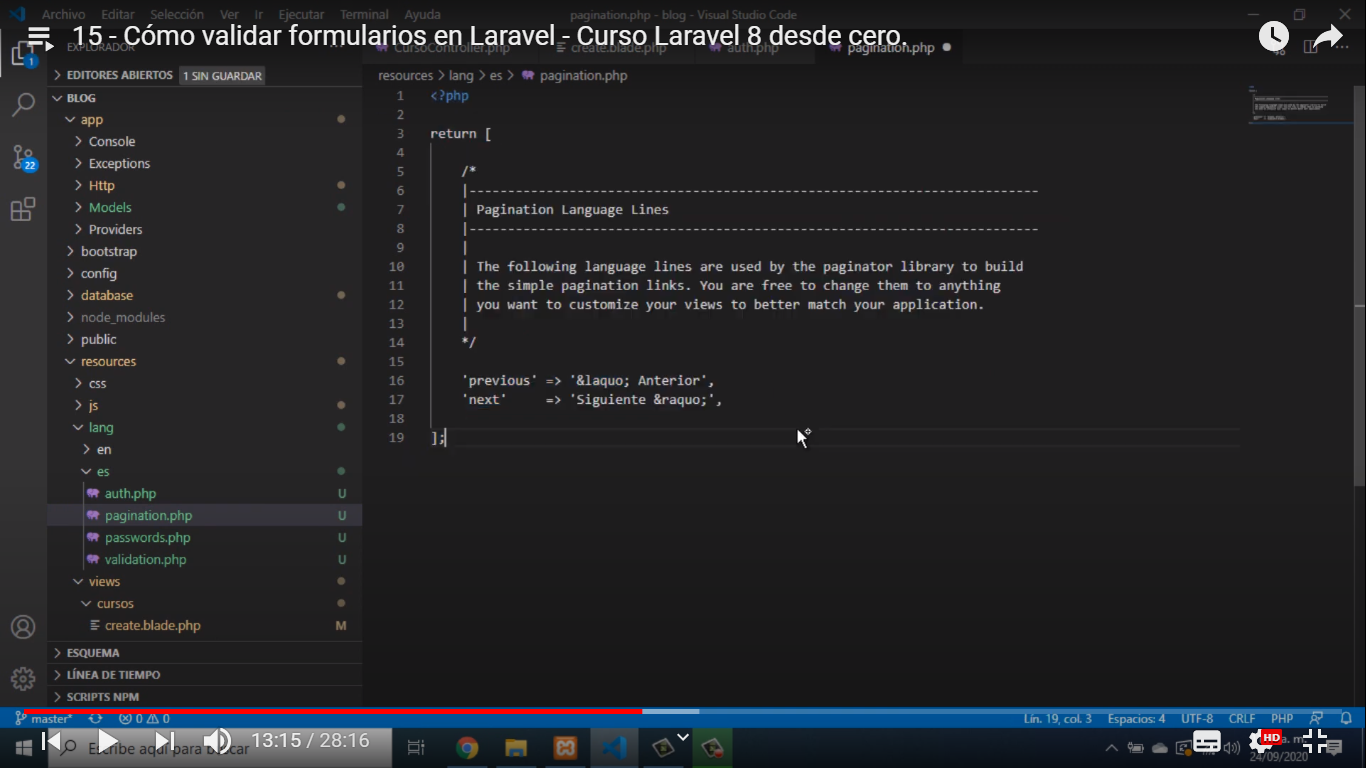 Archivo Editar Selección Ver Ir Ejecutar Terminal Ayuda
pagination.php - blog - Visual Studio Code
15 - Cómo validar formularios en Laravel - Curso Laravel 8 desde cero.
EXPLORADOR
CursoController.php
create.blade.php
auth.php
pagination.php
EDITORES ABIERTOS 1 SIN GUARDAR
resources > lang > es > pagination.php
BLOG
app
Console
Exceptions
Http
Models
Providers
bootstrap
config
database
node_modules
public
resources
css
js
lang
en
es
auth.php U
pagination.php U
passwords.php U
validation.php U
views
cursos
create.blade.php M
ESQUEMA
LÍNEA DE TIEMPO
SCRIPTS NPM
1
22
1 <?php
2
3 return [
4
5 /*
6 |--------------------------------------------------------------------------
7 | Pagination Language Lines
8 |--------------------------------------------------------------------------
9 |
10 | The following language lines are used by the paginator library to build
11 | the simple pagination links. You are free to change them to anything
12 | you want to customize your views to better match your application.
13 |
14 */
15
16 'previous' => '&laquo; Anterior',
17 'next' => 'Siguiente &raquo;',
18
19 ];
master* 0 0
Lín. 19, col. 3 Espacios: 4 UTF-8 CRLF PHP
Escribe aquí para buscar
13:15 / 28:16
HD
a. m.
24/09/2020